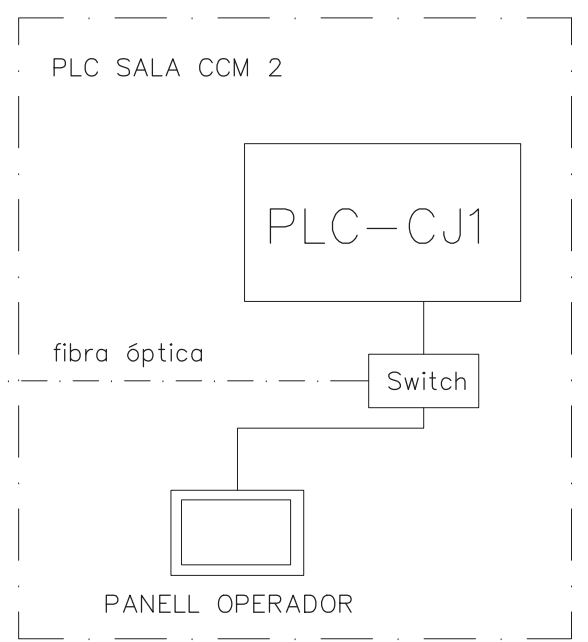 PLC SALA CCM 2
PLC-CJ1
fibra óptica
Switch
PANELL OPERADOR